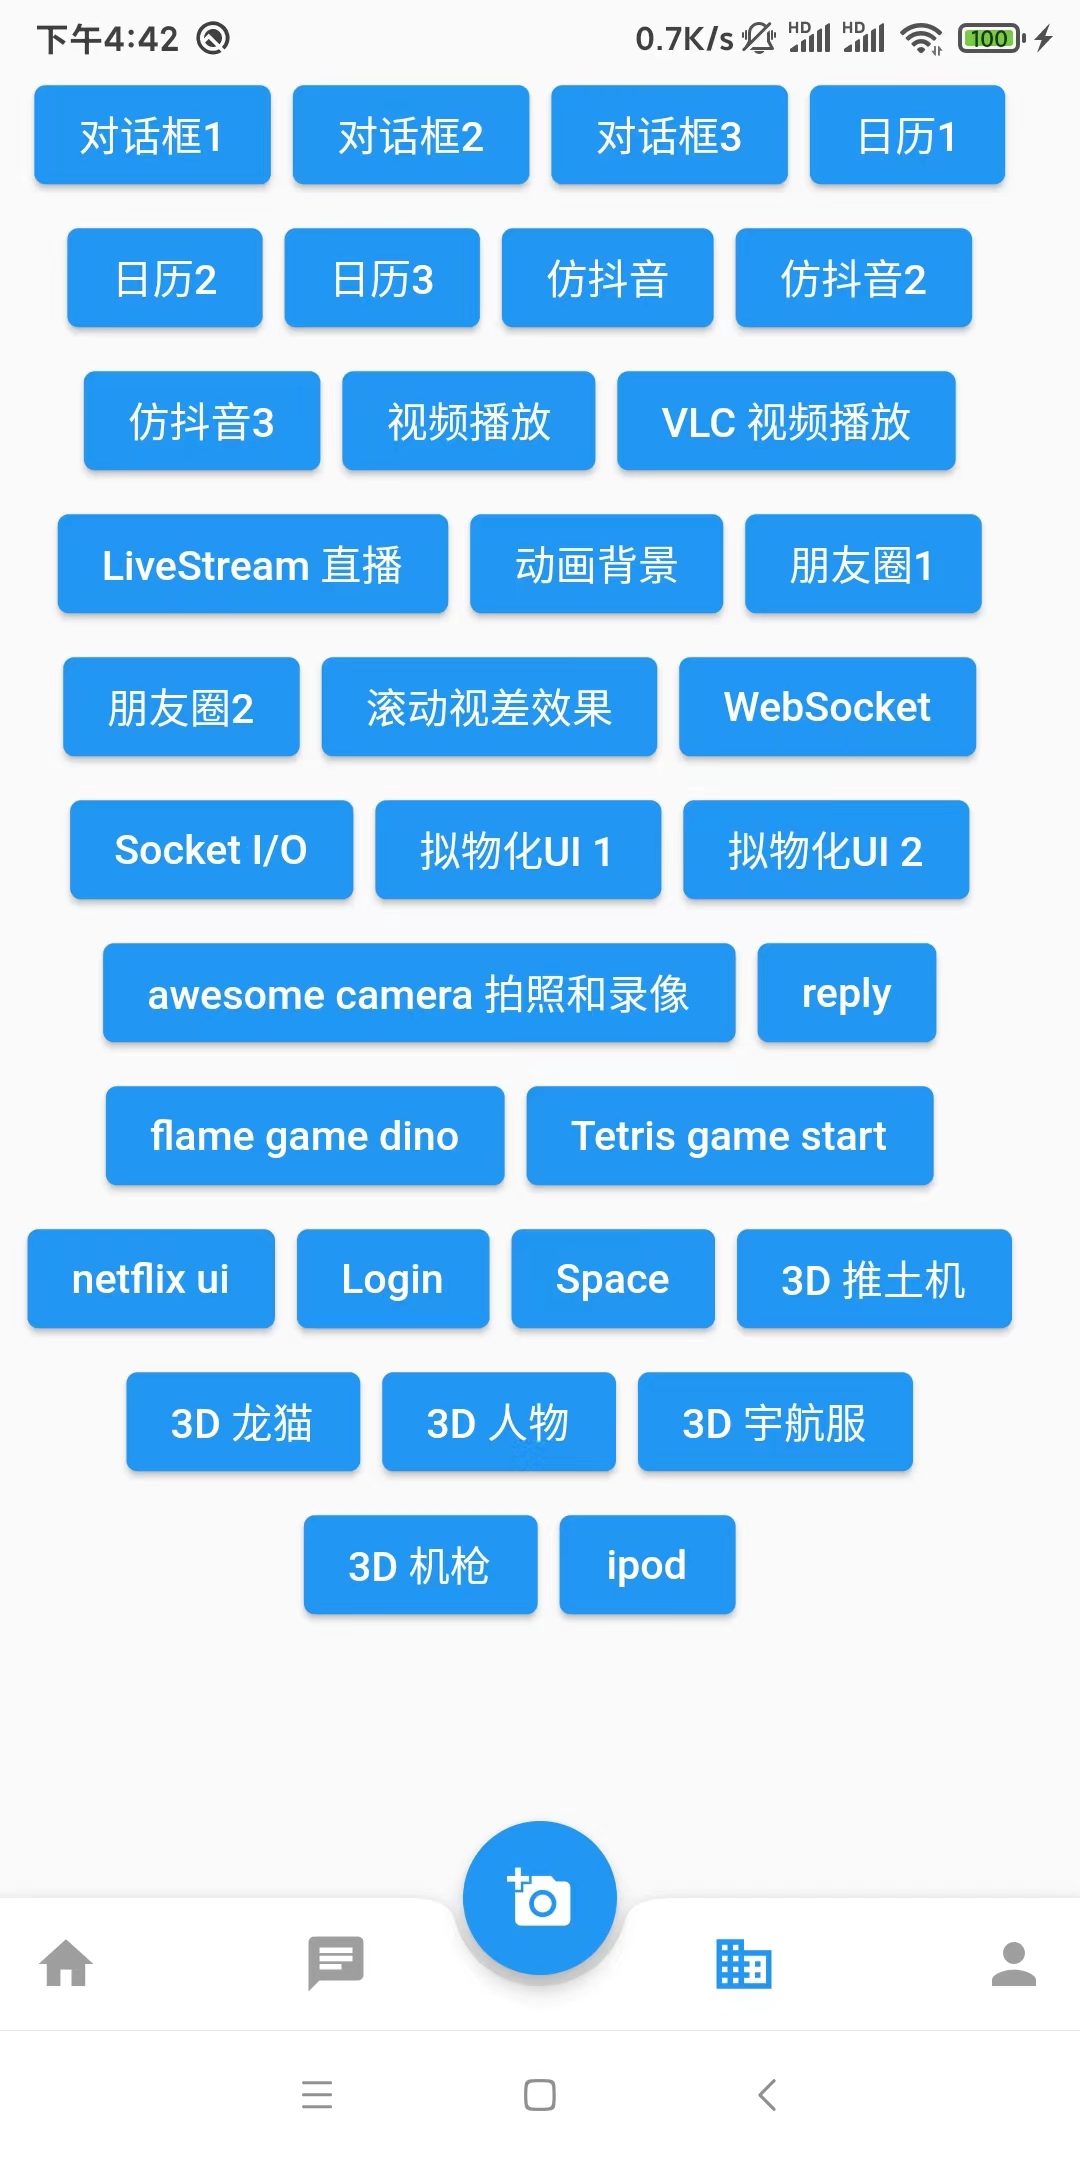 下午4:42 0.7K/s HD HD 100
对话框1 对话框2 对话框3 日历1
日历2 日历3 仿抖音 仿抖音2
仿抖音3 视频播放 VLC 视频播放
LiveStream 直播 动画背景 朋友圈1
朋友圈2 滚动视差效果 WebSocket
Socket I/O 拟物化UI 1 拟物化UI 2
awesome camera 拍照和录像 reply
flame game dino Tetris game start
netflix ui Login Space 3D 推土机
3D 龙猫 3D 人物 3D 宇航服
3D 机枪 ipod